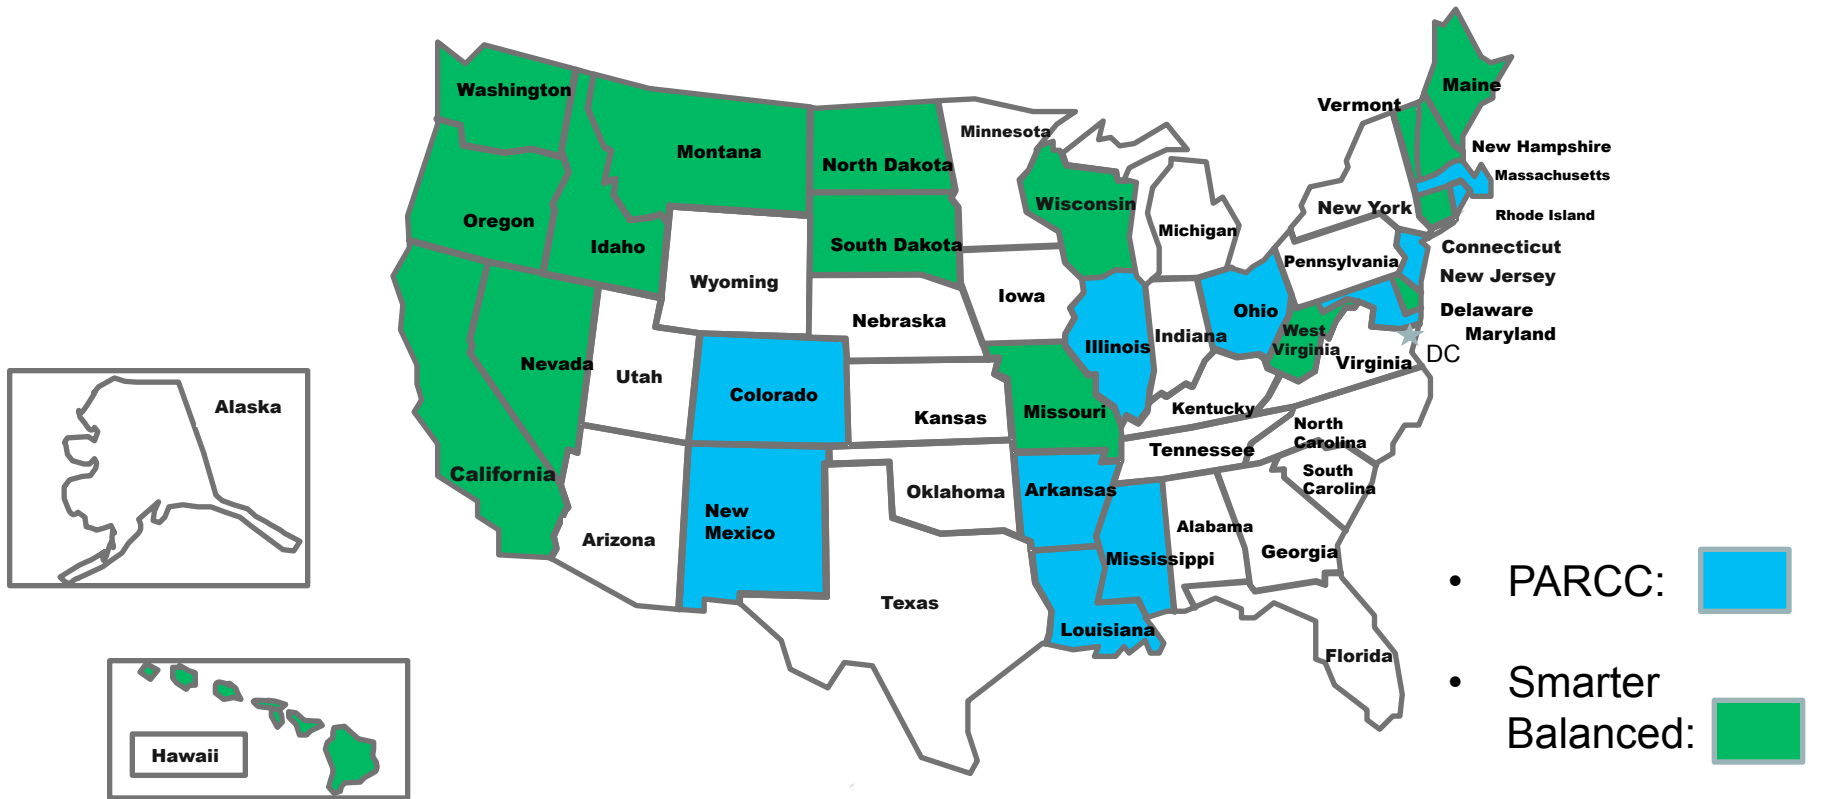 Washington
Montana
North Dakota
Minnesota
Vermont
Maine
New Hampshire
Massachusetts
Rhode Island
Connecticut
New Jersey
Delaware
Maryland
DC
Oregon
Idaho
Wyoming
South Dakota
Wisconsin
Michigan
New York
Pennsylvania
Iowa
Nebraska
Illinois
Indiana
Ohio
West
Virginia
Virginia
Nevada
Utah
Colorado
Kansas
Missouri
Kentucky
California
Arizona
New
Mexico
Oklahoma
Arkansas
Tennessee
North
Carolina
South
Carolina
Texas
Louisiana
Mississippi
Alabama
Georgia
Florida
Alaska
Hawaii
• PARCC:
• Smarter
Balanced: